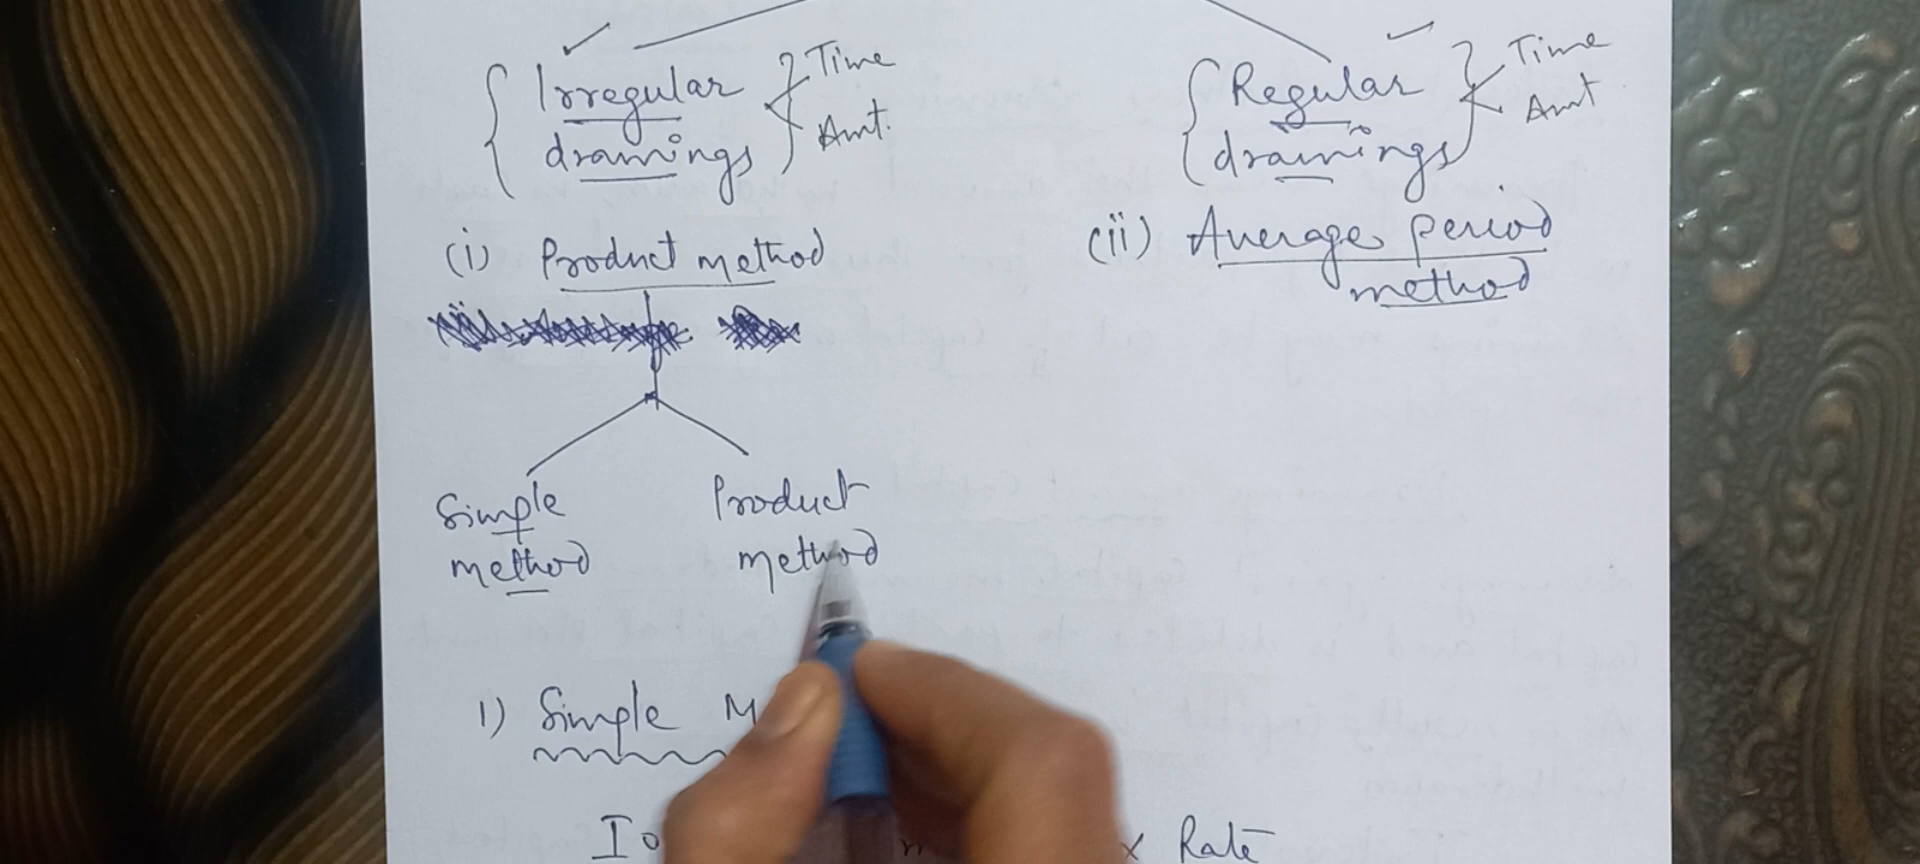 Irregular
drawings
Time
Amt.
Regular
drawings
Time
Amt
(i) Product method
(ii) Average period
method
Simple
method
Product
method
1) Simple M
x Rate